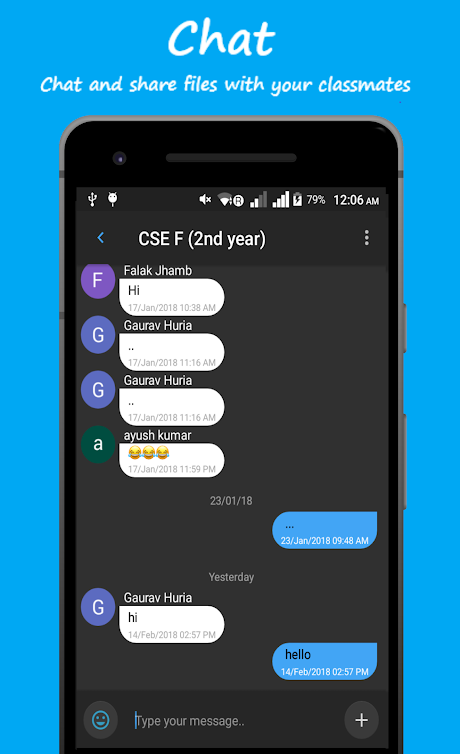 Chat
Chat and share files with your classmates
R 79% 12:06 AM
CSE F (2nd year)
F Falak Jhamb
Hi
17/Jan/2018 10:38 AM
G Gaurav Huria
..
17/Jan/2018 11:16 AM
G Gaurav Huria
..
17/Jan/2018 11:16 AM
a ayush kumar
😂😂😂
17/Jan/2018 11:59 PM
23/01/18
...
23/Jan/2018 09:48 AM
Yesterday
G Gaurav Huria
hi
14/Feb/2018 02:57 PM
hello
14/Feb/2018 02:57 PM
Type your message..